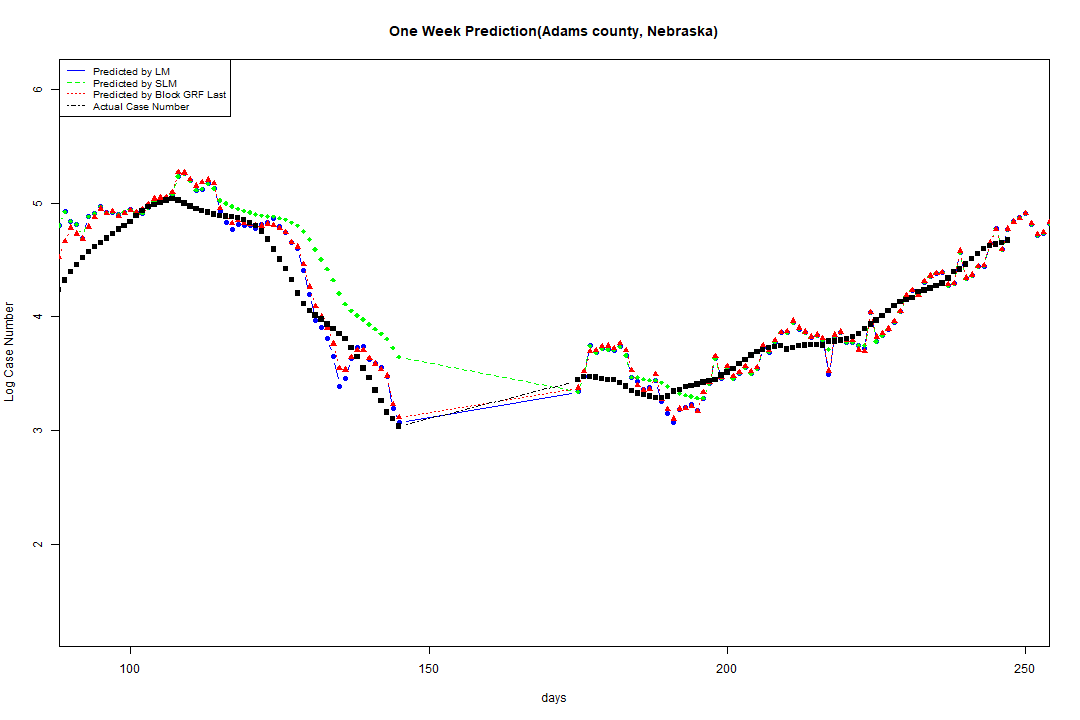 One Week Prediction(Adams county, Nebraska)
Predicted by LM
Predicted by SLM
Predicted by Block GRF Last
Actual Case Number
6
5
4
3
2
Log Case Number
100 150 200 250
days